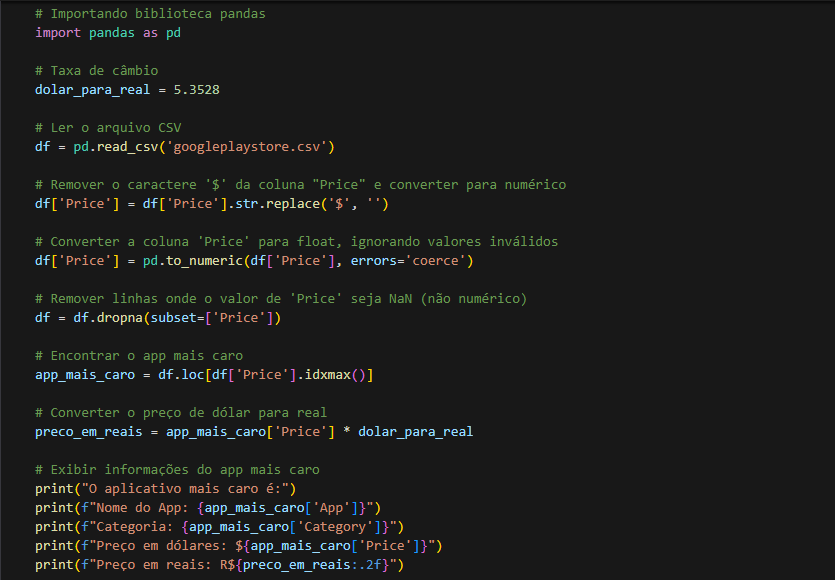 # Importando biblioteca pandas
import pandas as pd
# Taxa de câmbio
dolar_para_real = 5.3528
# Ler o arquivo CSV
df = pd.read_csv('googleplaystore.csv')
# Remover o caractere '$' da coluna "Price" e converter para numérico
df['Price'] = df['Price'].str.replace('$', '')
# Converter a coluna 'Price' para float, ignorando valores inválidos
df['Price'] = pd.to_numeric(df['Price'], errors='coerce')
# Remover linhas onde o valor de 'Price' seja NaN (não numérico)
df = df.dropna(subset=['Price'])
# Encontrar o app mais caro
app_mais_caro = df.loc[df['Price'].idxmax()]
# Converter o preço de dólar para real
preco_em_reais = app_mais_caro['Price'] * dolar_para_real
# Exibir informações do app mais caro
print("O aplicativo mais caro é:")
print(f"Nome do App: {app_mais_caro['App']}")
print(f"Categoria: {app_mais_caro['Category']}")
print(f"Preço em dólares: ${app_mais_caro['Price']}")
print(f"Preço em reais: R${preco_em_reais:.2f}")